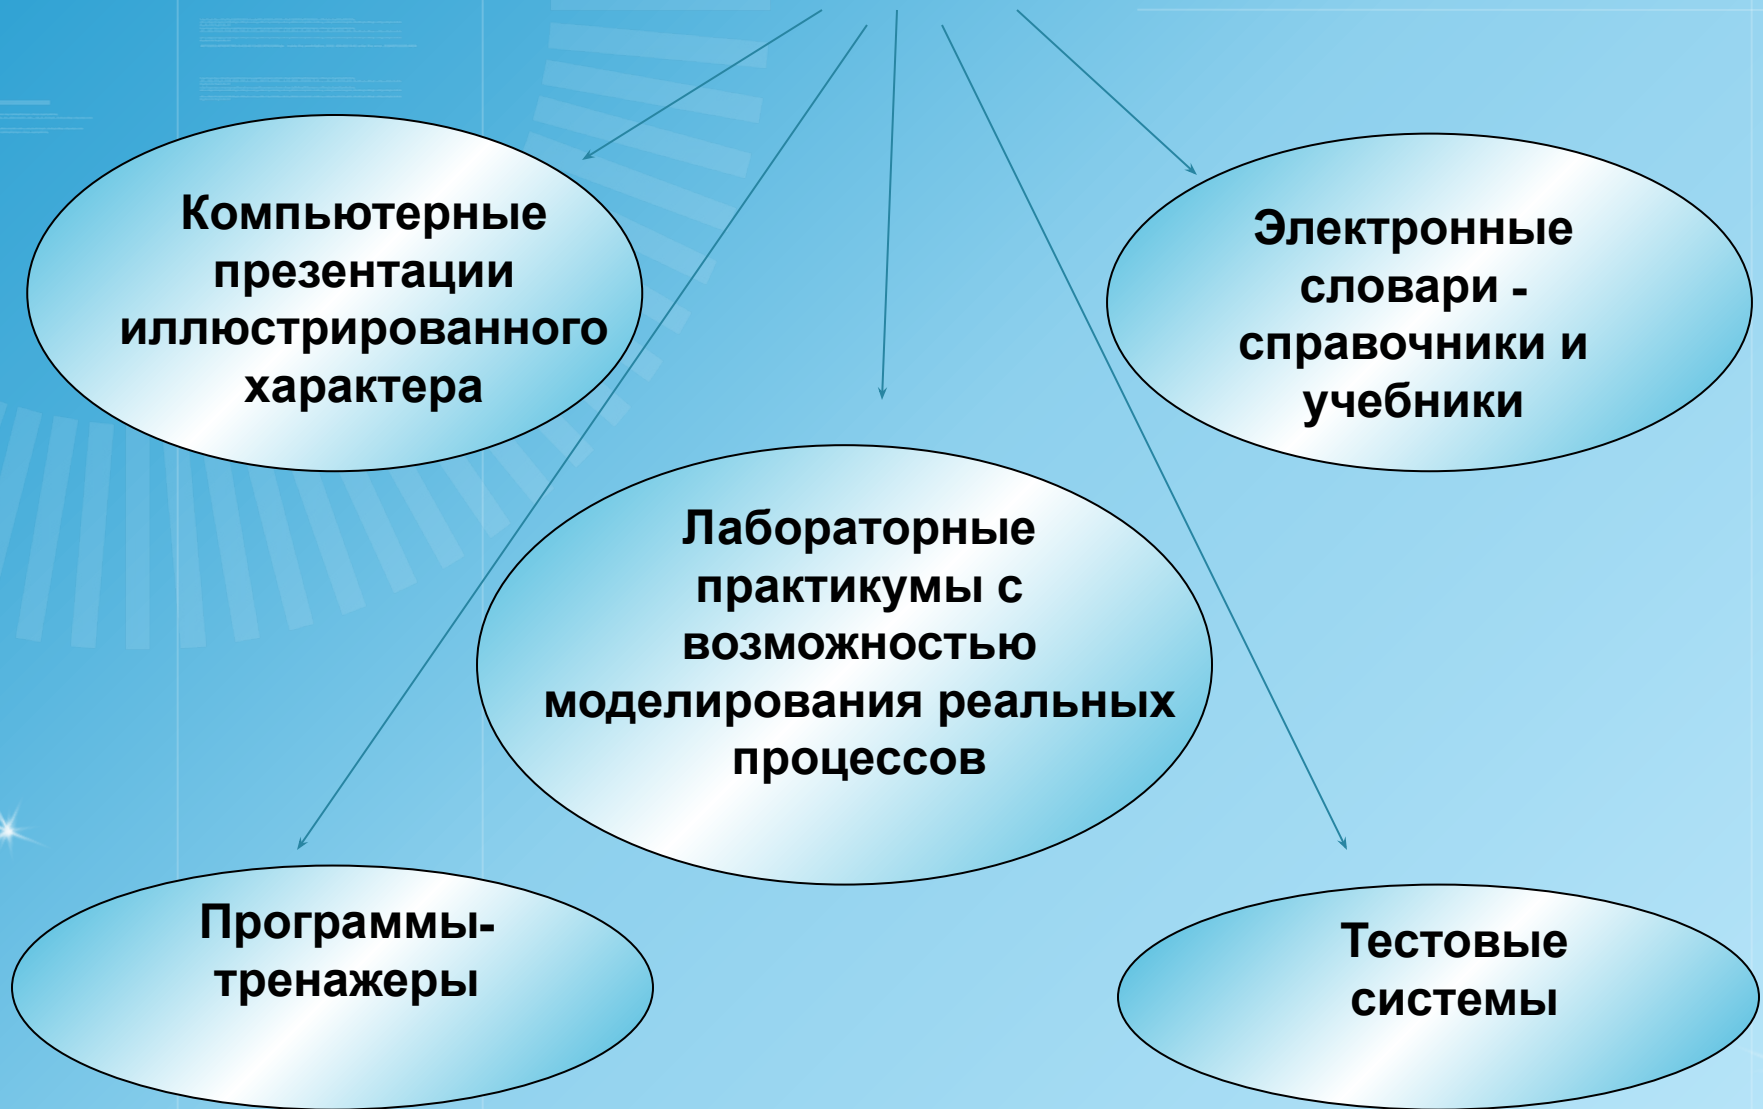 Компьютерные
презентации
иллюстрированного
характера
Электронные
словари -
справочники и
учебники
Лабораторные
практикумы с
возможностью
моделирования реальных
процессов
Программы-
тренажеры
Тестовые
системы